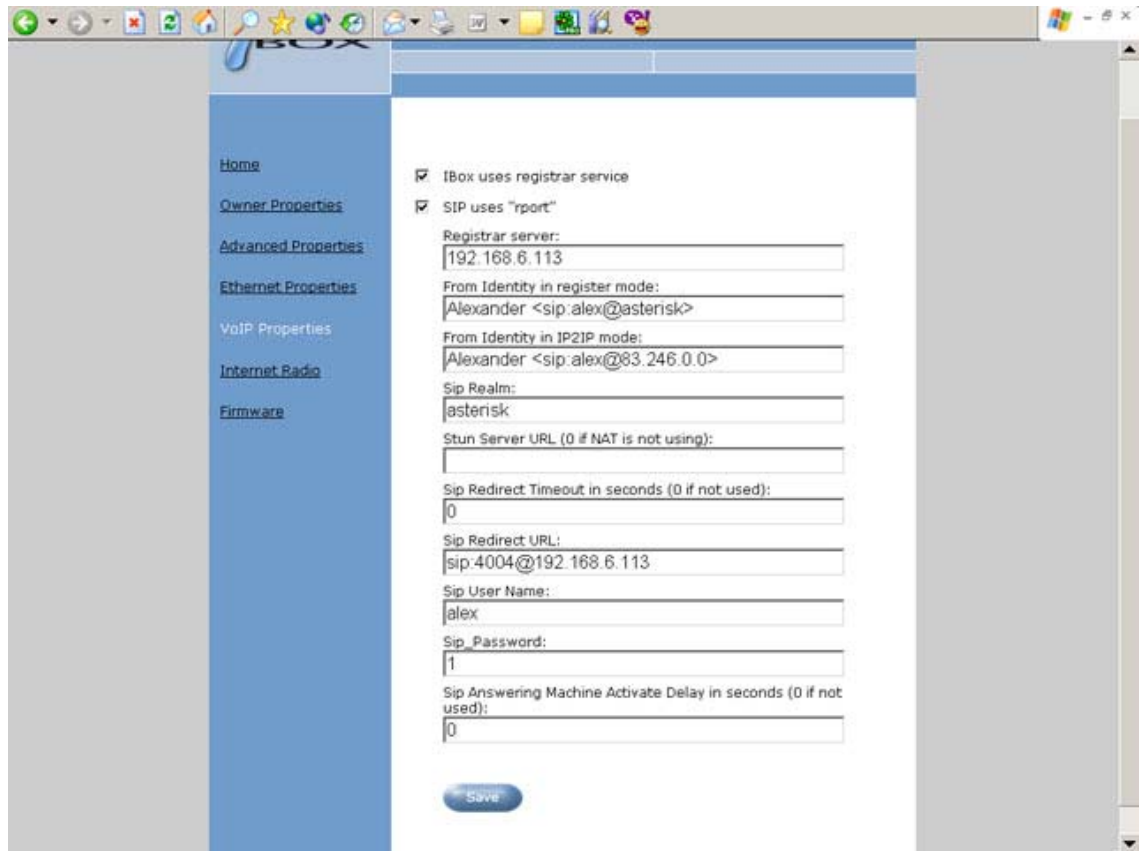 BOX
Home
Owner Properties
Advanced Properties
Ethernet Properties
VoIP Properties
Internet Radio
Firmware
IBox uses registrar service
SIP uses "rport"
Registrar server:
192.168.6.113
From Identity in register mode:
Alexander <sip:alex@asterisk>
From Identity in IP2IP mode:
Alexander <sip:alex@83.246.0.0>
Sip Realm:
asterisk
Stun Server URL (0 if NAT is not using):
Sip Redirect Timeout in seconds (0 if not used):
0
Sip Redirect URL:
sip:4004@192.168.6.113
Sip User Name:
alex
Sip_Password:
1
Sip Answering Machine Activate Delay in seconds (0 if not
used):
0
Save